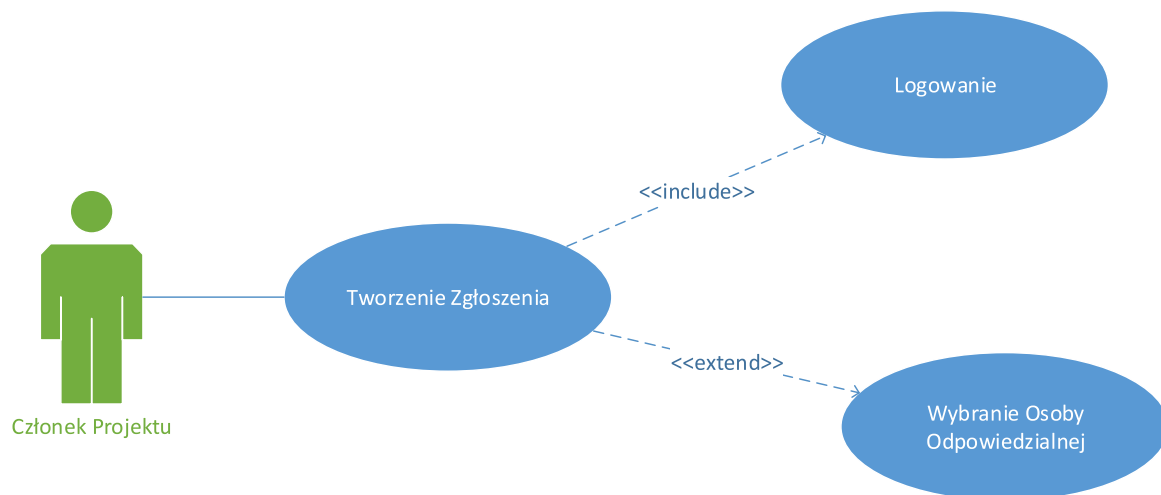 Logowanie
<<include>>
Tworzenie Zgłoszenia
<<extend>>
Wybranie Osoby
Odpowiedzialnej
Członek Projektu